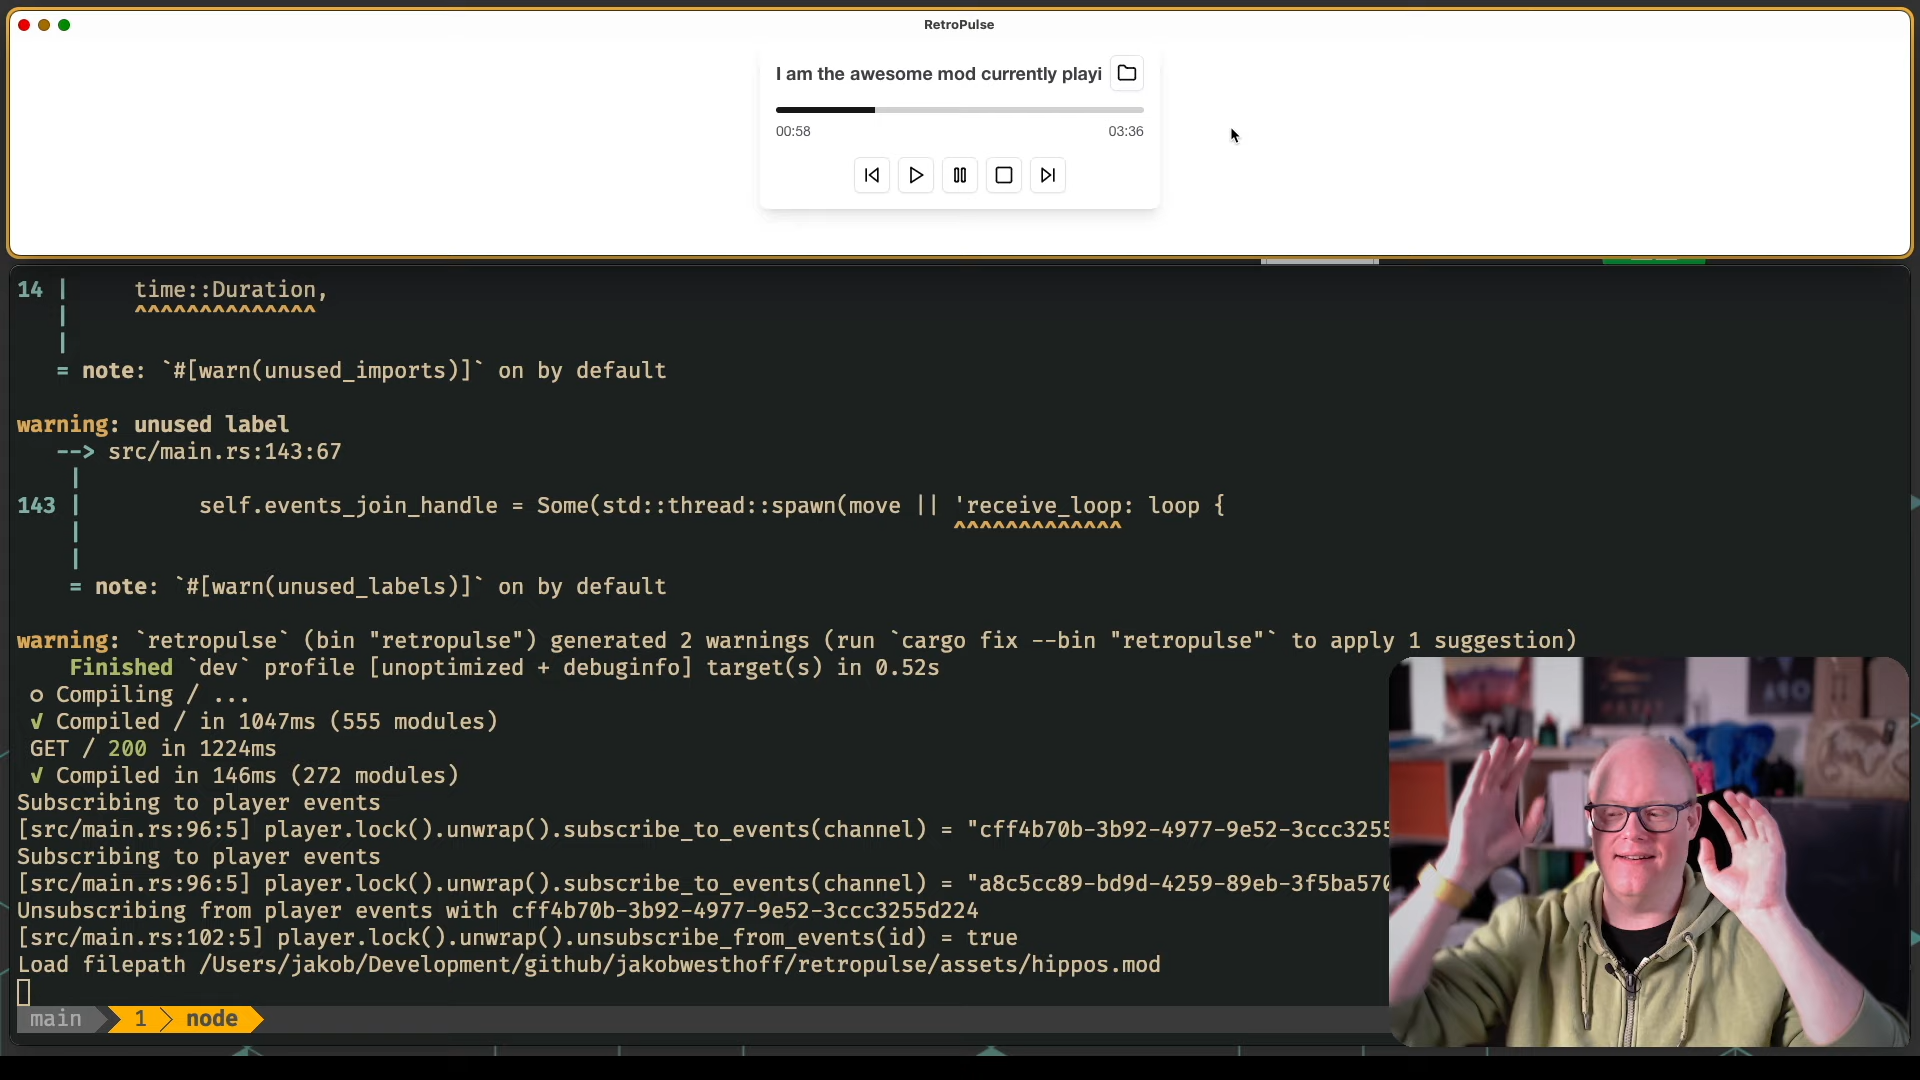 RetroPulse
I am the awesome mod currently playi
00:58 03:36
14 | time::Duration,
| ^^^^^^^^^^^^^^
|
= note: `#[warn(unused_imports)]` on by default
warning: unused label
--> src/main.rs:143:67
|
143 | self.events_join_handle = Some(std::thread::spawn(move || 'receive_loop: loop {
| ^^^^^^^^^^^^^
|
= note: `#[warn(unused_labels)]` on by default
warning: `retropulse` (bin "retropulse") generated 2 warnings (run `cargo fix --bin "retropulse"` to apply 1 suggestion)
Finished `dev` profile [unoptimized + debuginfo] target(s) in 0.52s
○ Compiling / ...
√ Compiled / in 1047ms (555 modules)
GET / 200 in 1224ms
√ Compiled in 146ms (272 modules)
Subscribing to player events
[src/main.rs:96:5] player.lock().unwrap().subscribe_to_events(channel) = "cff4b70b-3b92-4977-9e52-3ccc3255
Subscribing to player events
[src/main.rs:96:5] player.lock().unwrap().subscribe_to_events(channel) = "a8c5cc89-bd9d-4259-89eb-3f5ba570
Unsubscribing from player events with cff4b70b-3b92-4977-9e52-3ccc3255d224
[src/main.rs:102:5] player.lock().unwrap().unsubscribe_from_events(id) = true
Load filepath /Users/jakob/Development/github/jakobwesthoff/retropulse/assets/hippos.mod
main 1 node